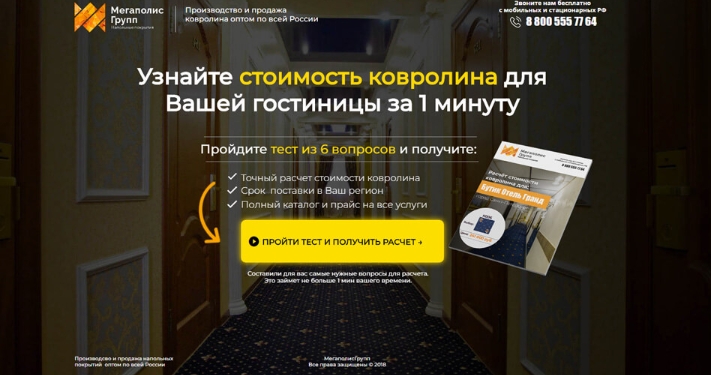 Мегаполис
Групп
Напольные покрытия
Производство и продажа
ковролина оптом по всей России
Звоните нам бесплатно
с мобильных и стационарных РФ
8 800 555 77 64
Узнайте стоимость ковролина для
Вашей гостиницы за 1 минуту
Пройдите тест из 6 вопросов и получите:
Точный расчет стоимости ковролина
Срок поставки в Ваш регион
Полный каталог и прайс на все услуги
ПРОЙТИ ТЕСТ И ПОЛУЧИТЬ РАСЧЕТ →
Составили для вас самые нужные вопросы для расчета.
Это займет не больше 1 мин вашего времени.
Мегаполис
Групп
Расчёт стоимости
ковролина для:
Бутик Отель Гранд
Производство и продажа напольных
покрытий оптом по всей России
МегаполисГрупп
Все права защищены © 2018